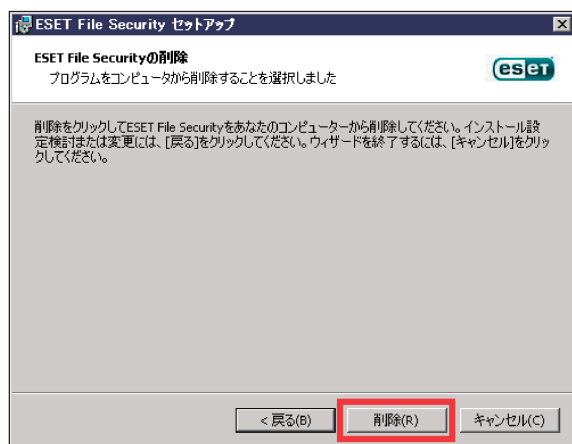 ESET File Security セットアップ
ESET File Securityの削除
プログラムをコンピュータから削除することを選択しました
eseT
削除をクリックしてESET File Securityをあなたのコンピューターから削除してください。インストール設
定検討または変更には、[戻る]をクリックしてください。ウィザードを終了するには、[キャンセル]をクリッ
クしてください。
< 戻る(B)
削除(R)
キャンセル(C)